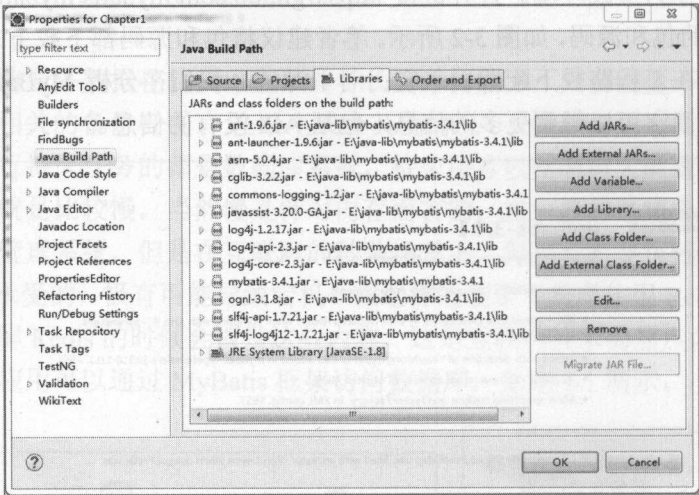 Properties for Chapter1
type filter text
Resource
AnyEdit Tools
Builders
File synchronization
FindBugs
Java Build Path
Java Code Style
Java Compiler
Java Editor
Javadoc Location
Project Facets
Project References
PropertiesEditor
Refactoring History
Run/Debug Settings
Task Repository
Task Tags
TestNG
Validation
WikiText
Java Build Path
Source
Projects
Libraries
Order and Export
JARs and class folders on the build path:
ant-1.9.6.jar - E:\java-lib\mybatis\mybatis-3.4.1\lib
ant-launcher-1.9.6.jar - E:\java-lib\mybatis\mybatis-3.4.1\lib
asm-5.0.4.jar - E:\java-lib\mybatis\mybatis-3.4.1\lib
cglib-3.2.2.jar - E:\java-lib\mybatis\mybatis-3.4.1\lib
commons-logging-1.2.jar - E:\java-lib\mybatis\mybatis-3.4.1
javassist-3.20.0-GA.jar - E:\java-lib\mybatis\mybatis-3.4.1\lib
log4j-1.2.17.jar - E:\java-lib\mybatis\mybatis-3.4.1\lib
log4j-api-2.3.jar - E:\java-lib\mybatis\mybatis-3.4.1\lib
log4j-core-2.3.jar - E:\java-lib\mybatis\mybatis-3.4.1\lib
mybatis-3.4.1.jar - E:\java-lib\mybatis\mybatis-3.4.1
ognl-3.1.8.jar - E:\java-lib\mybatis\mybatis-3.4.1\lib
slf4j-api-1.7.21.jar - E:\java-lib\mybatis\mybatis-3.4.1\lib
slf4j-log4j12-1.7.21.jar - E:\java-lib\mybatis\mybatis-3.4.1\lib
JRE System Library [JavaSE-1.8]
Add JARs...
Add External JARs...
Add Variable...
Add Library...
Add Class Folder...
Add External Class Folder...
Edit...
Remove
Migrate JAR File...
OK
Cancel